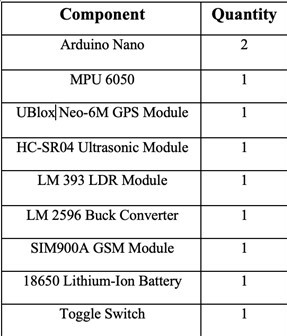 Component Quantity
Arduino Nano 2
MPU 6050 1
UBlox Neo-6M GPS Module 1
HC-SR04 Ultrasonic Module 1
LM 393 LDR Module 1
LM 2596 Buck Converter 1
SIM900A GSM Module 1
18650 Lithium-Ion Battery 1
Toggle Switch 1